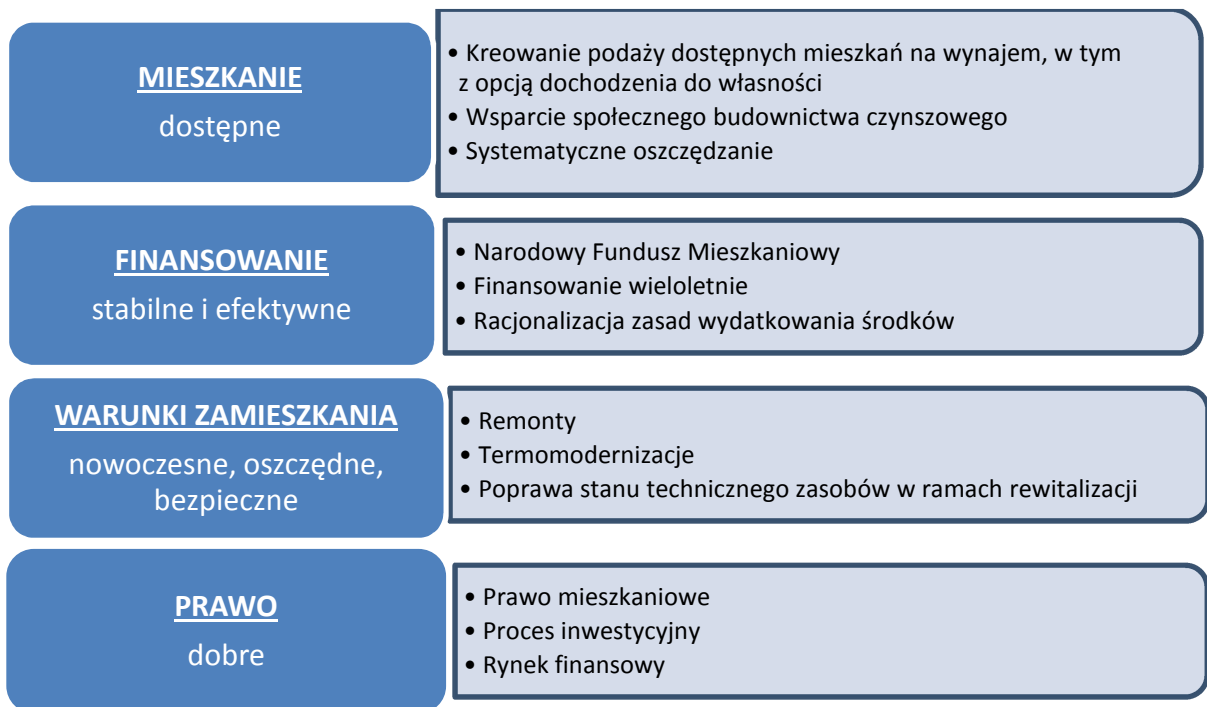 MIESZKANIE
dostępne
• Kreowanie podaży dostępnych mieszkań na wynajem, w tym
z opcją dochodzenia do własności
• Wsparcie społecznego budownictwa czynszowego
• Systematyczne oszczędzanie
FINANSOWANIE
stabilne i efektywne
• Narodowy Fundusz Mieszkaniowy
• Finansowanie wieloletnie
• Racjonalizacja zasad wydatkowania środków
WARUNKI ZAMIESZKANIA
nowoczesne, oszczędne,
bezpieczne
• Remonty
• Termomodernizacje
• Poprawa stanu technicznego zasobów w ramach rewitalizacji
PRAWO
dobre
• Prawo mieszkaniowe
• Proces inwestycyjny
• Rynek finansowy